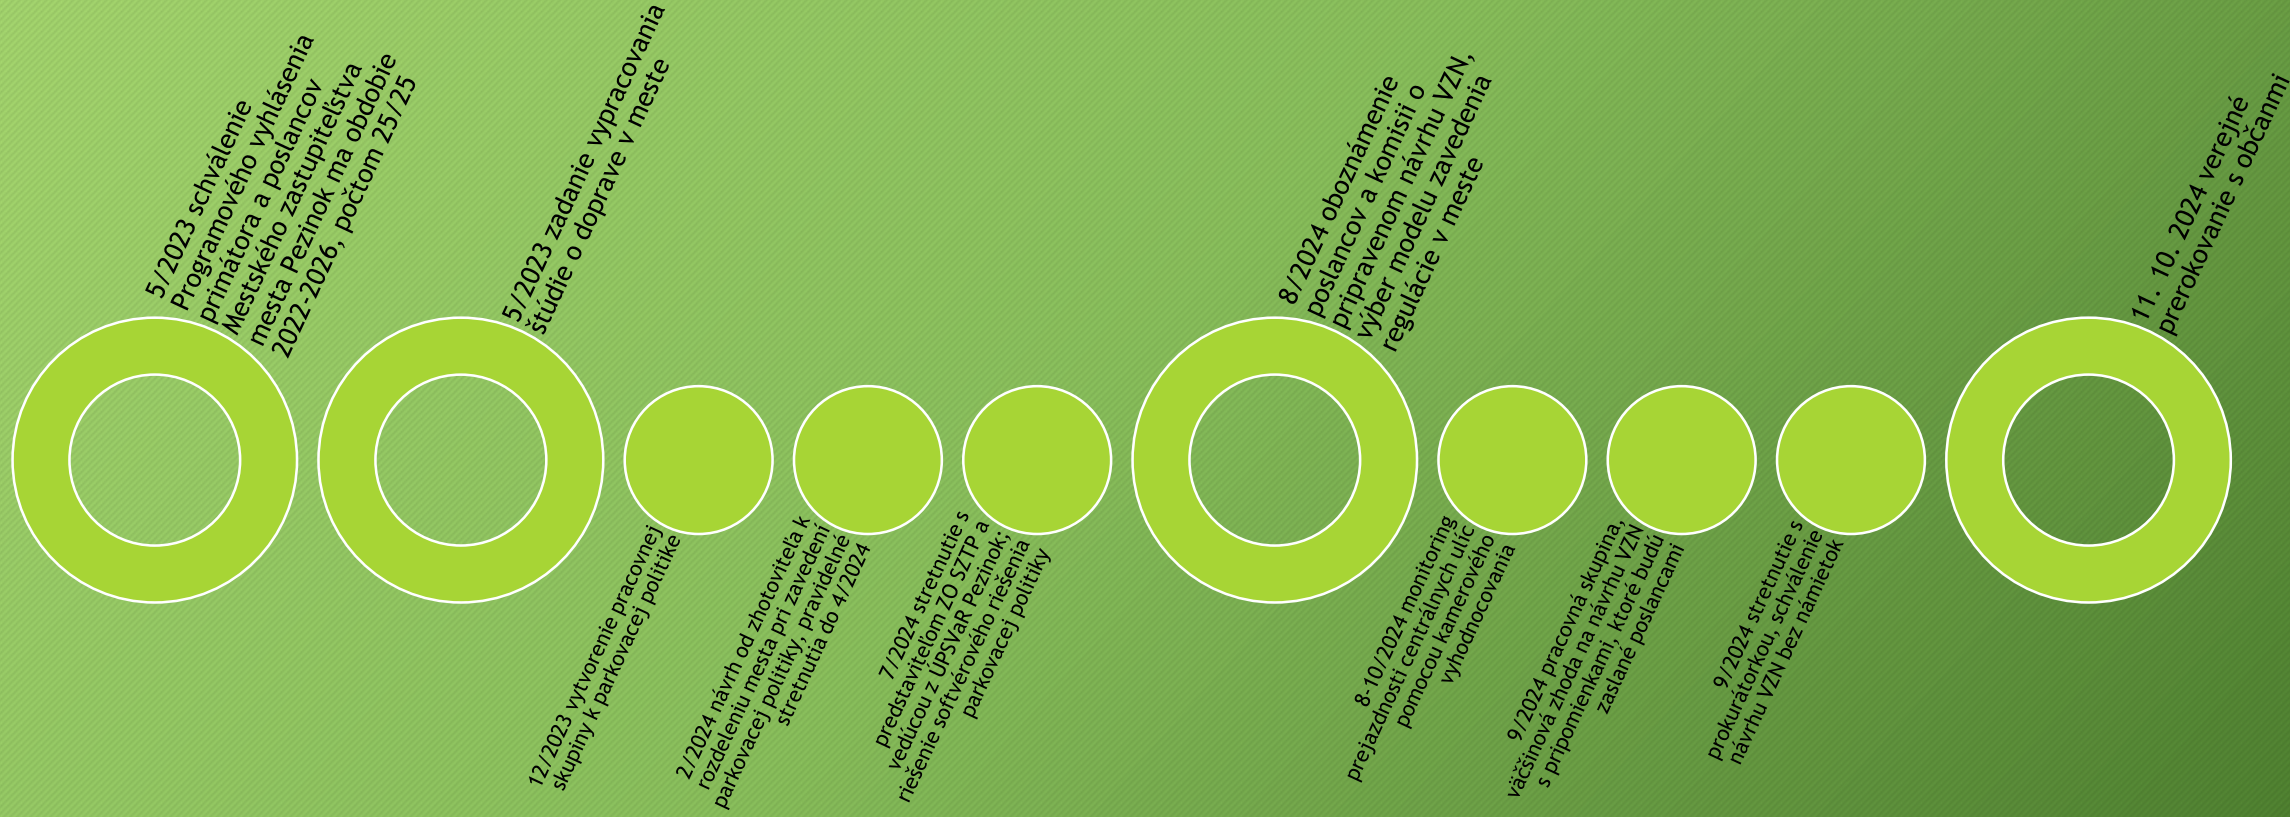 5/2023 schválenie
Programového vyhlásenia
primátora a poslancov
Mestského zastupiteľstva
mesta Pezinok ma obdobie
2022-2026, počtom 25/25
5/2023 zadanie vypracovania
štúdie o doprave v meste
12/2023 vytvorenie pracovnej
skupiny k parkovacej politike
2/2024 návrh od zhotoviteľa k
rozdeleniu mesta pri zavedení
parkovacej politiky, pravidelné
stretnutia do 4/2024
7/2024 stretnutie s
predstaviteľom ZO SZTP a
vedúcou z ÚPSVaR Pezinok;
riešenie softvérového riešenia
parkovacej politiky
8/2024 oboznámenie
poslancov a komisii o
pripravenom návrhu VZN,
výber modelu zavedenia
regulácie v meste
8-10/2024 monitoring
prejazdnosti centrálnych ulíc
pomocou kamerového
vyhodnocovania
9/2024 pracovná skupina,
väčšinová zhoda na návrhu VZN
s pripomienkami, ktoré budú
zaslané poslancami
9/2024 stretnutie s
prokurátorkou, schválenie
návrhu VZN bez námietok
11. 10. 2024 verejné
prerokovanie s občanmi